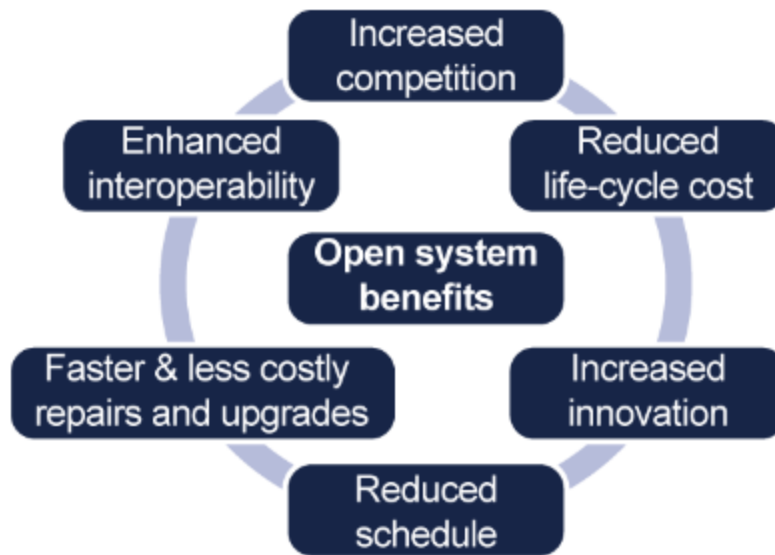 Increased
competition
Enhanced
interoperability
Reduced
life-cycle cost
Open system
benefits
Faster & less costly
repairs and upgrades
Increased
innovation
Reduced
schedule